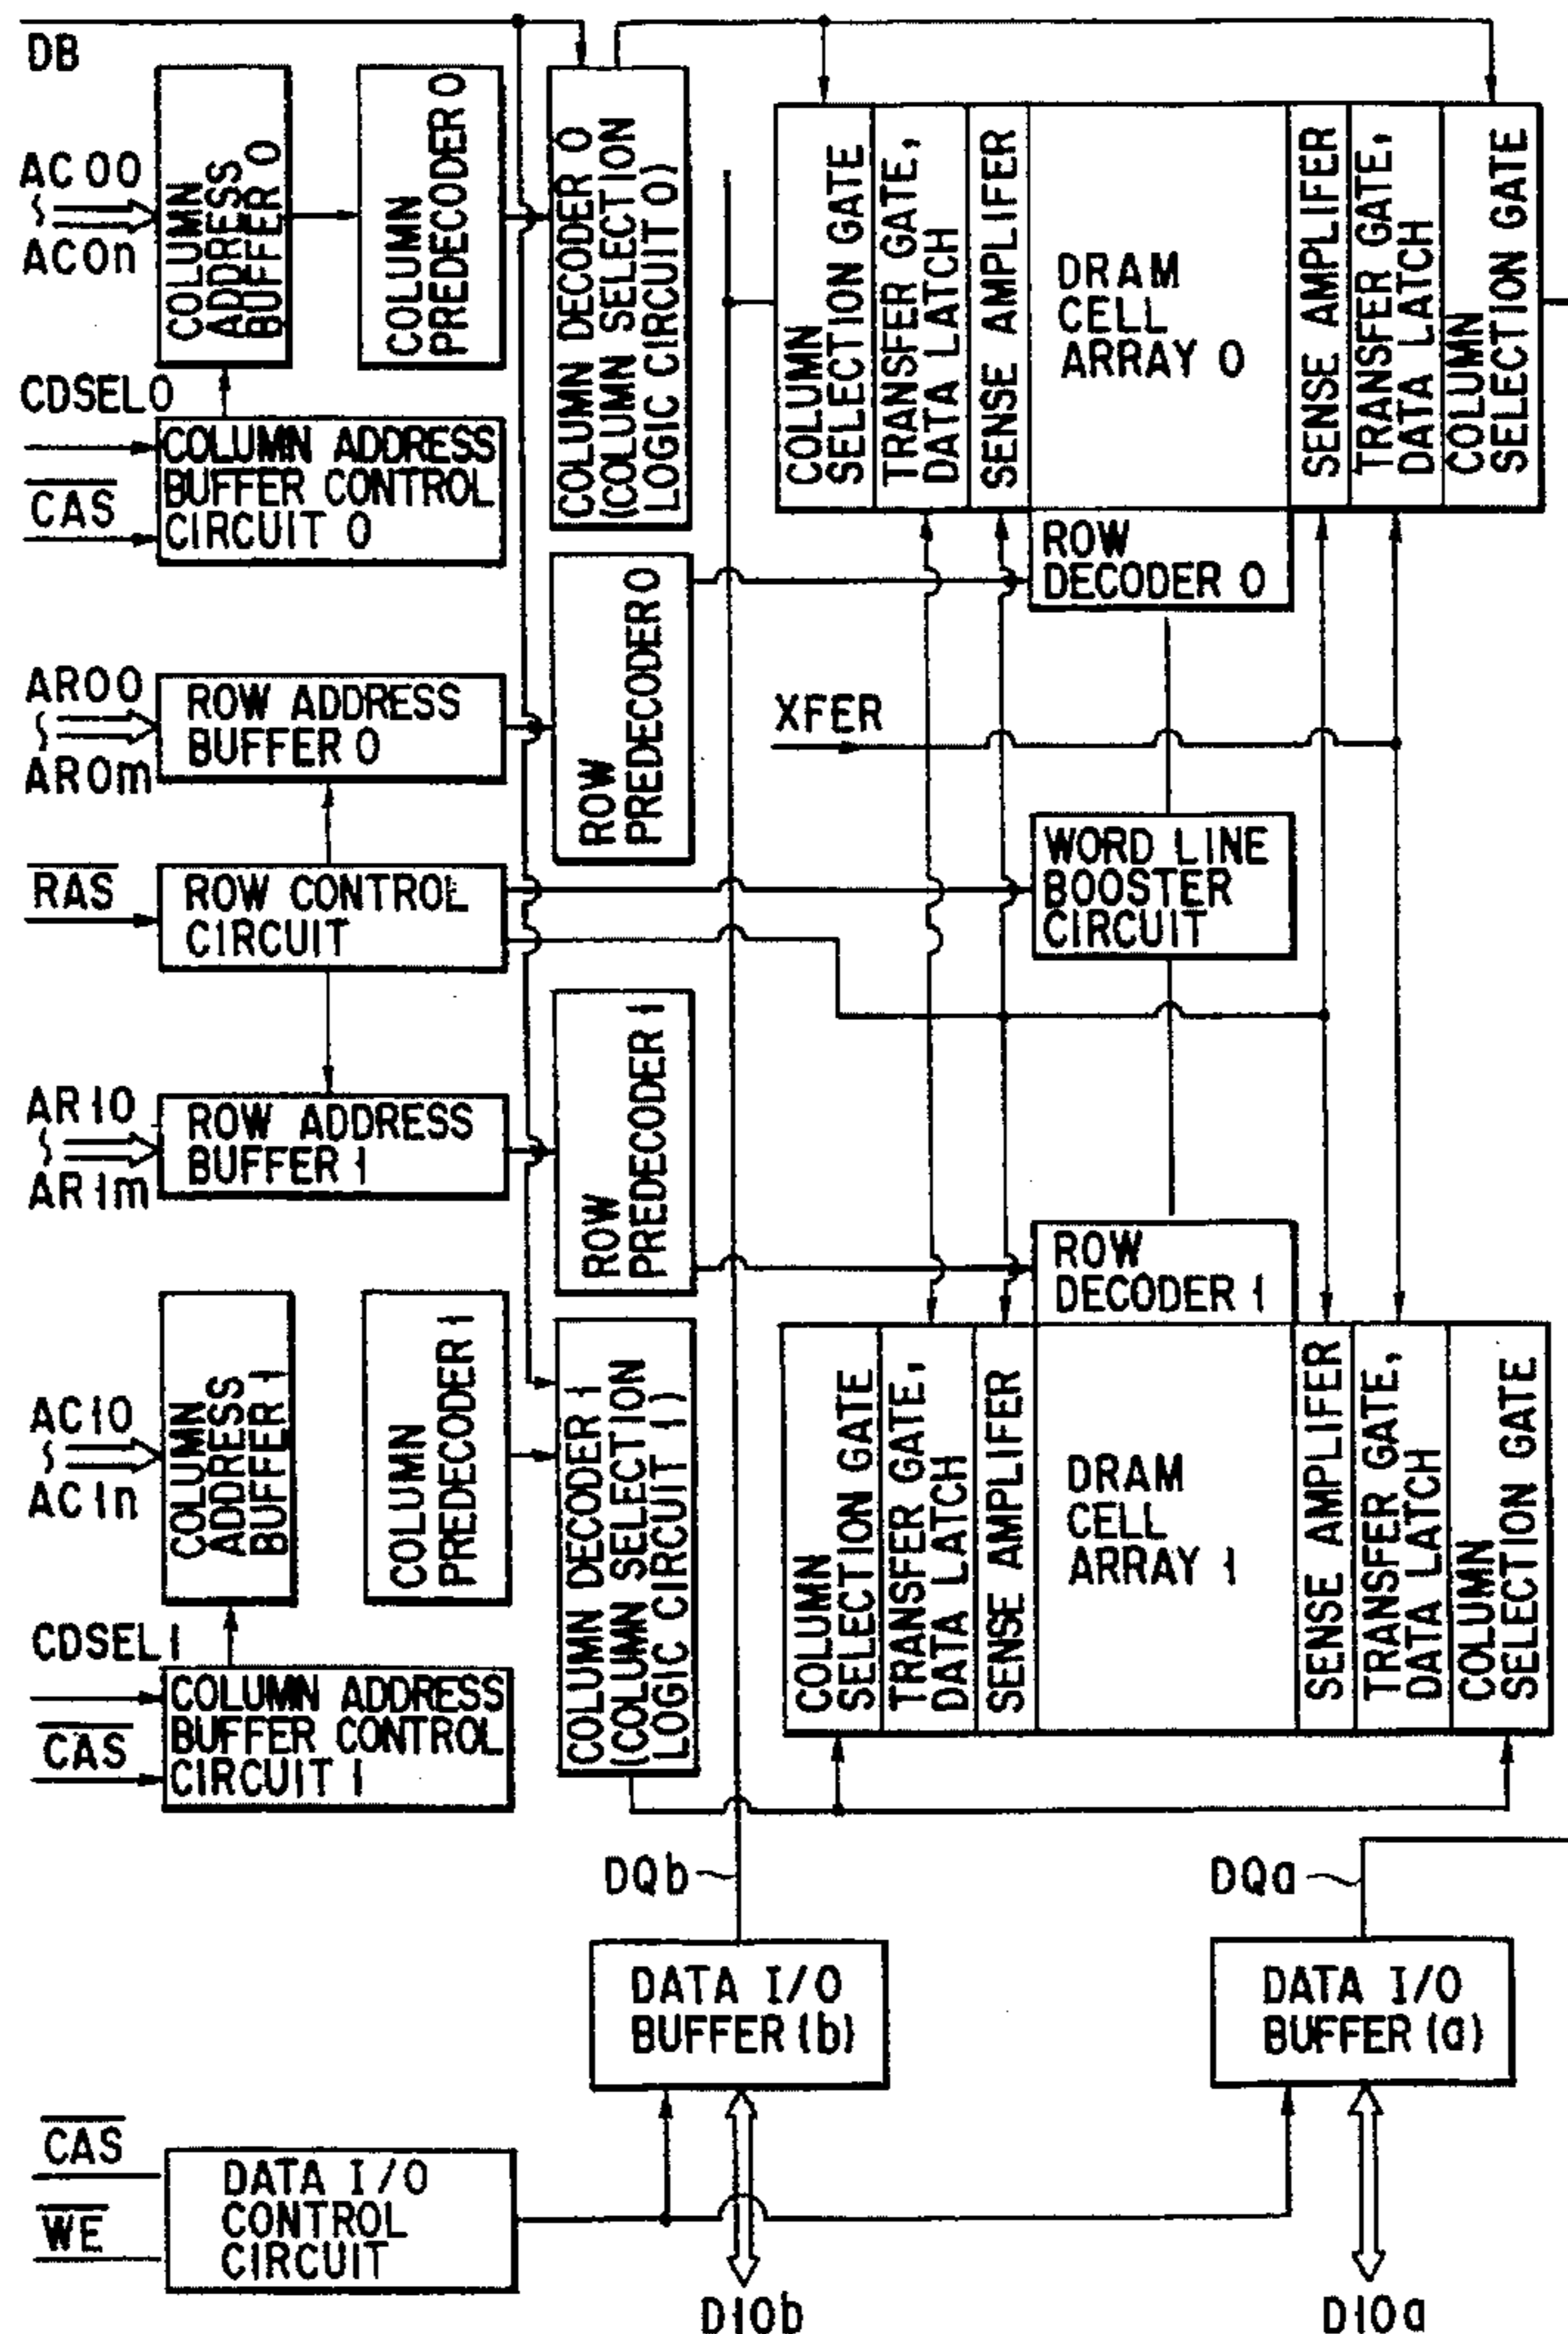 DB
AC00
AC0n
COLUMN
ADDRESS
BUFFER 0
COLUMN
PREDECODER 0
COLUMN DECODER 0
(COLUMN SELECTION
LOGIC CIRCUIT 0)
COLUMN
SELECTION GATE
TRANSFER GATE,
DATA LATCH
SENSE AMPLIFER
DRAM
CELL
ARRAY 0
SENSE AMPLIFER
TRANSFER GATE,
DATA LATCH
COLUMN
SELECTION GATE
CDSEL0
CAS
COLUMN ADDRESS
BUFFER CONTROL
CIRCUIT 0
ROW
DECODER 0
ROW
PREDECODER 0
AR00
AR0m
ROW ADDRESS
BUFFER 0
XFER
RAS
ROW CONTROL
CIRCUIT
WORD LINE
BOOSTER
CIRCUIT
AR10
AR1m
ROW ADDRESS
BUFFER 1
ROW
PREDECODER 1
ROW
DECODER 1
AC10
AC1n
COLUMN
ADDRESS
BUFFER 1
COLUMN
PREDECODER 1
COLUMN DECODER 1
(COLUMN SELECTION
LOGIC CIRCUIT 1)
COLUMN
SELECTION GATE
TRANSFER GATE,
DATA LATCH
SENSE AMPLIFER
DRAM
CELL
ARRAY 1
SENSE AMPLIFER
TRANSFER GATE,
DATA LATCH
COLUMN
SELECTION GATE
CDSEL1
CAS
COLUMN ADDRESS
BUFFER CONTROL
CIRCUIT 1
DQb
DQa
DATA I/O
BUFFER (b)
DATA I/O
BUFFER (a)
CAS
WE
DATA I/O
CONTROL
CIRCUIT
DIOb
DIOa